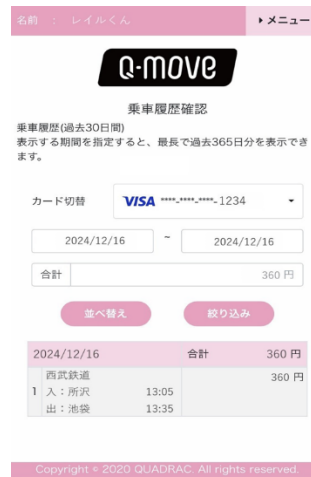 名前 : レイルくん
メニュー
Q-move
乗車履歴確認
乗車履歴(過去30日間)
表示する期間を指定すると、最長で過去365日分を表示でき
ます。
カード切替 VISA ****-****-****-1234
2024/12/16 ~ 2024/12/16
合計 360 円
並べ替え 絞り込み
2024/12/16 合計 360 円
西武鉄道 360 円
1 入：所沢 13:05
出：池袋 13:35
Copyright © 2020 QUADRAC. All rights reserved.